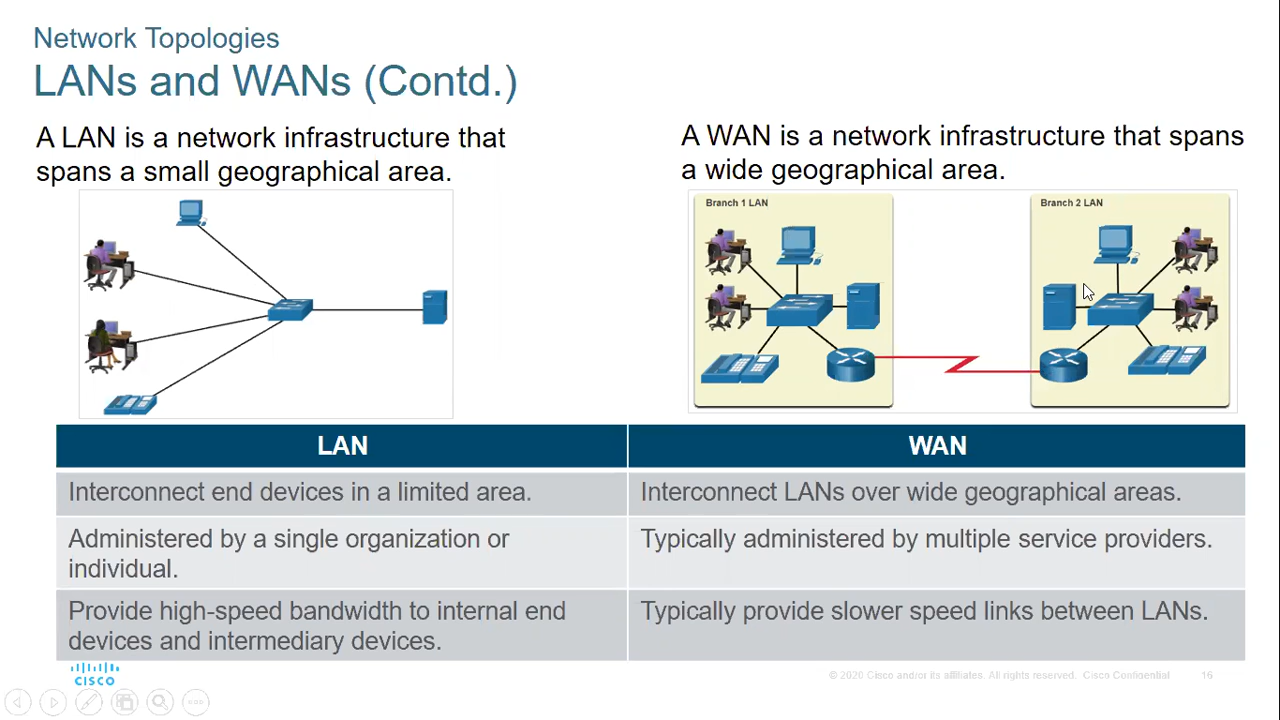 Network Topologies
LANs and WANs (Contd.)
A LAN is a network infrastructure that
spans a small geographical area.
A WAN is a network infrastructure that spans
a wide geographical area.
Branch 1 LAN
Branch 2 LAN
LAN
WAN
Interconnect end devices in a limited area.
Interconnect LANs over wide geographical areas.
Administered by a single organization or
individual.
Typically administered by multiple service providers.
Provide high-speed bandwidth to internal end
devices and intermediary devices.
Typically provide slower speed links between LANs.
CISCO
© 2020 Cisco and/or its affiliates. All rights reserved. Cisco Confidential
16